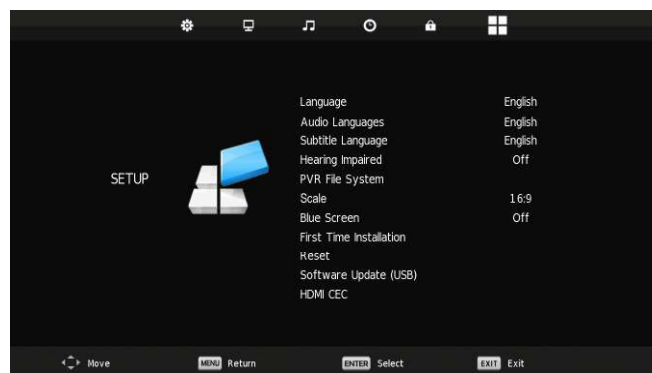 Language English
Audio Languages English
Subtitle Language English
Hearing Impaired Off
SETUP
PVR File System
Scale 16:9
Blue Screen Off
First Time Installation
Reset
Software Update (USB)
HDMI CEC
Move MENU Return ENTER Select EXIT Exit